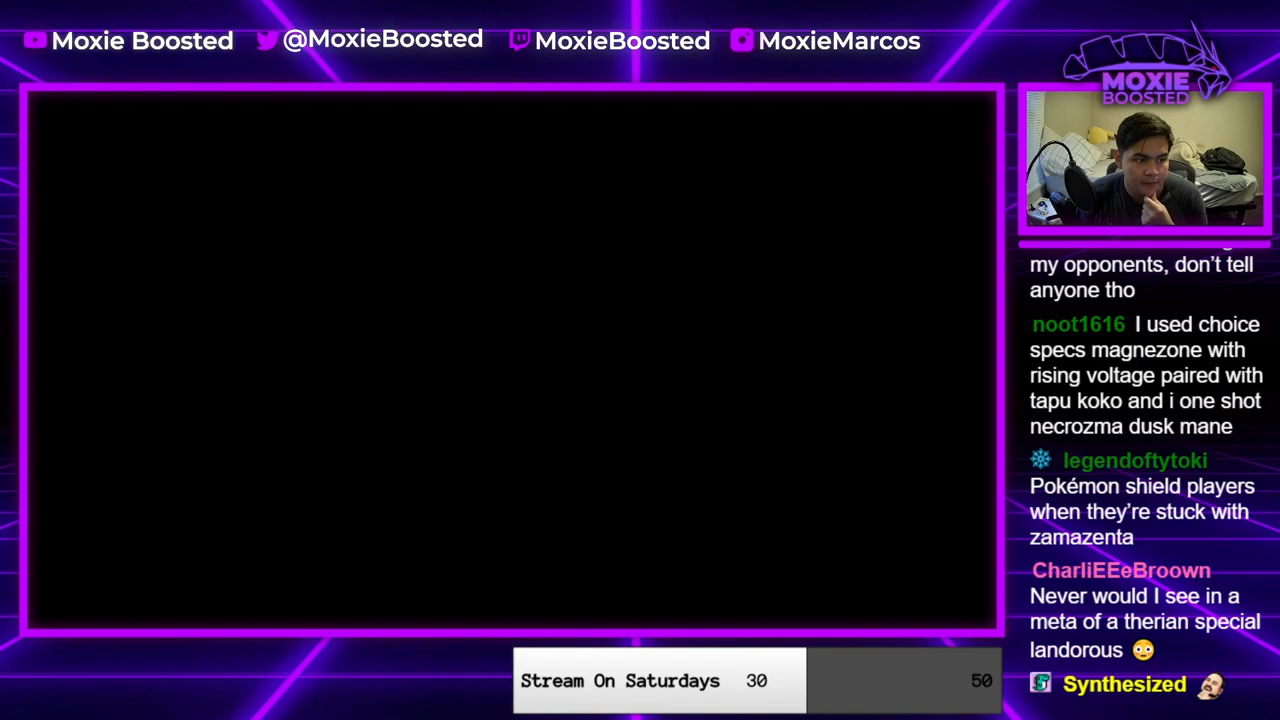 Moxie Boosted @MoxieBoosted MoxieBoosted MoxieMarcos
MOXIE
BOOSTED
my opponents, don’t tell
anyone tho
noot1616 I used choice
specs magnezone with
rising voltage paired with
tapu koko and i one shot
necrozma dusk mane
legendoftytoki
Pokémon shield players
when they’re stuck with
zamazenta
CharliEEeBroown
Never would I see in a
meta of a therian special
landorous
Synthesized
Stream On Saturdays 30 50